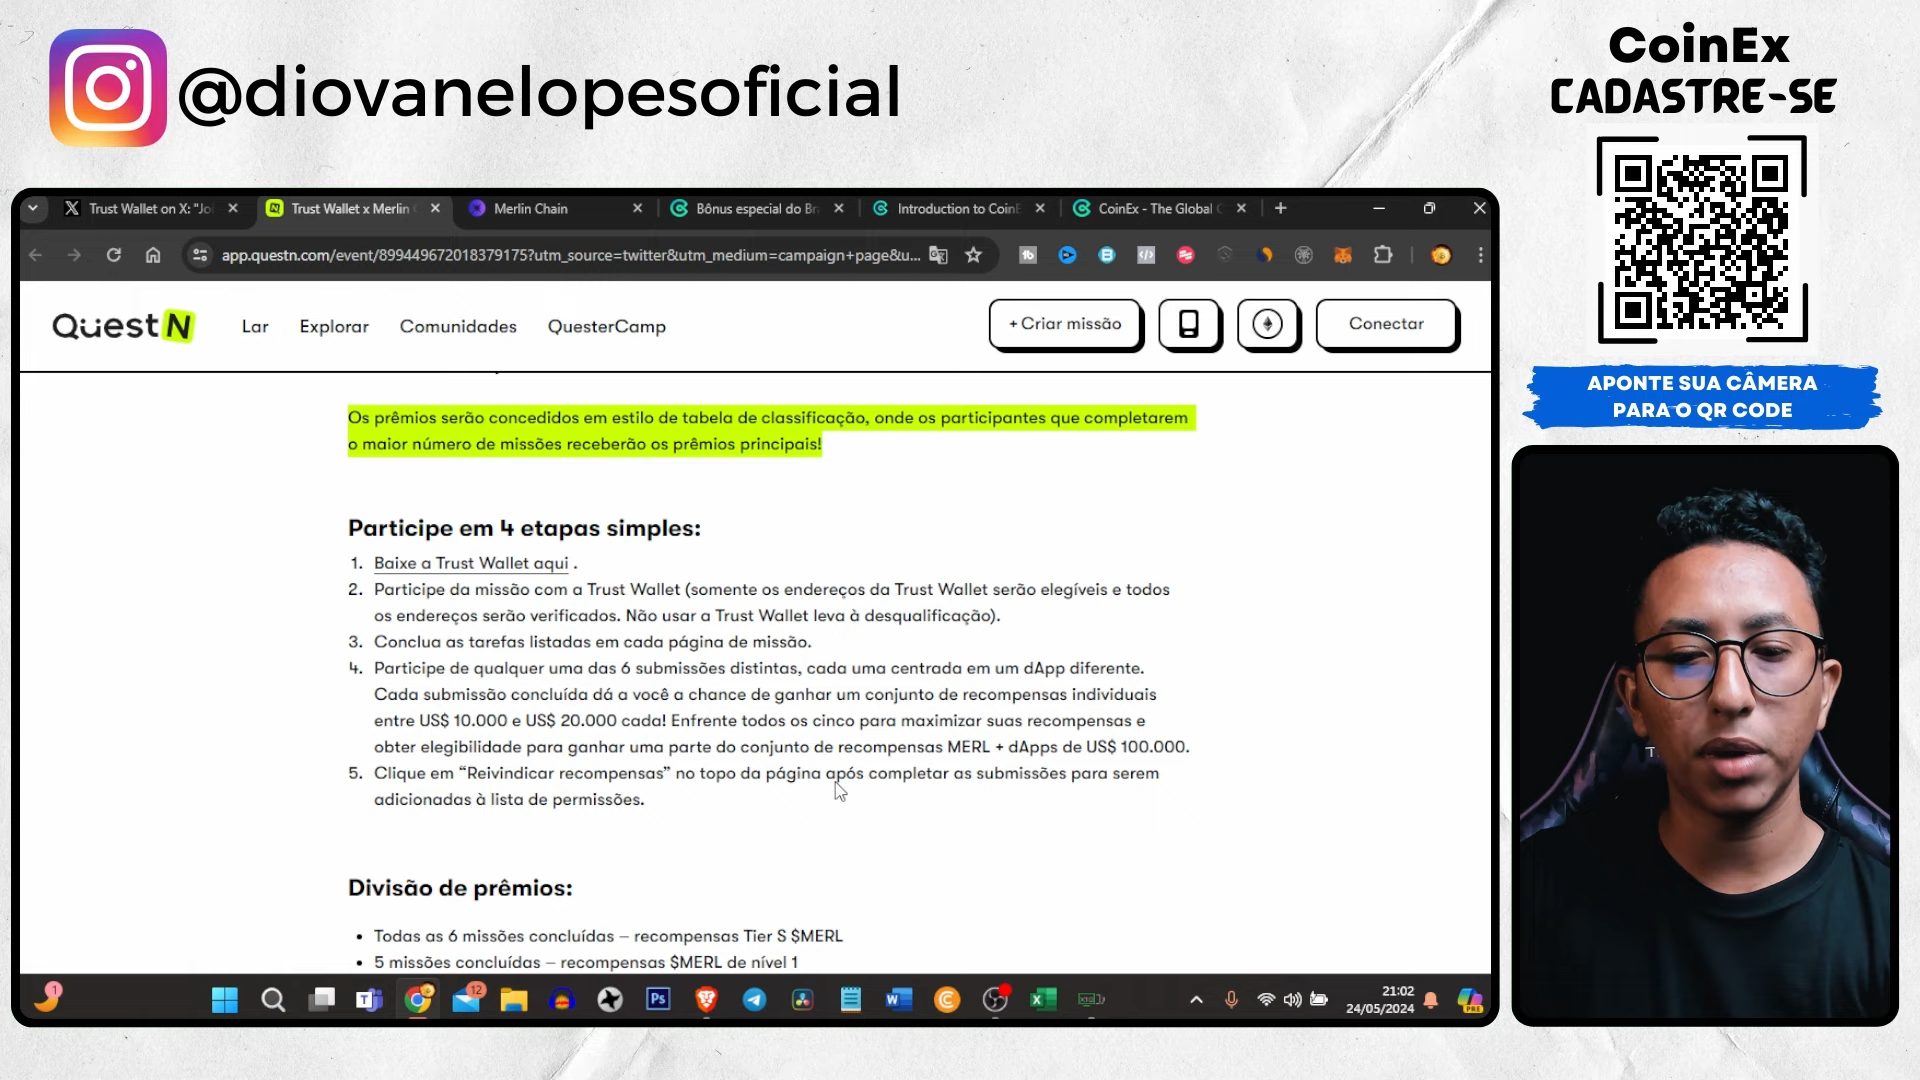 @diovanelopesoficial
CoinEx
CADASTRE-SE
APONTE SUA CÂMERA
PARA O QR CODE
Trust Wallet on X: "Joi
Trust Wallet x Merlin
Merlin Chain
Bônus especial do Br
Introduction to CoinE
CoinEx - The Global
app.questn.com/event/899449672018379175?utm_source=twitter&utm_medium=campaign+page&u...
QuestN
Lar
Explorar
Comunidades
QuesterCamp
+ Criar missão
Conectar
Os prêmios serão concedidos em estilo de tabela de classificação, onde os participantes que completarem
o maior número de missões receberão os prêmios principais!
Participe em 4 etapas simples:
1. Baixe a Trust Wallet aqui .
2. Participe da missão com a Trust Wallet (somente os endereços da Trust Wallet serão elegíveis e todos
os endereços serão verificados. Não usar a Trust Wallet leva à desqualificação).
3. Conclua as tarefas listadas em cada página de missão.
4. Participe de qualquer uma das 6 submissões distintas, cada uma centrada em um dApp diferente.
Cada submissão concluída dá a você a chance de ganhar um conjunto de recompensas individuais
entre US$ 10.000 e US$ 20.000 cada! Enfrente todos os cinco para maximizar suas recompensas e
obter elegibilidade para ganhar uma parte do conjunto de recompensas MERL + dApps de US$ 100.000.
5. Clique em “Reivindicar recompensas” no topo da página após completar as submissões para serem
adicionadas à lista de permissões.
Divisão de prêmios:
• Todas as 6 missões concluídas – recompensas Tier S $MERL
• 5 missões concluídas – recompensas $MERL de nível 1
1
12
Ps
21:02
24/05/2024
PRE